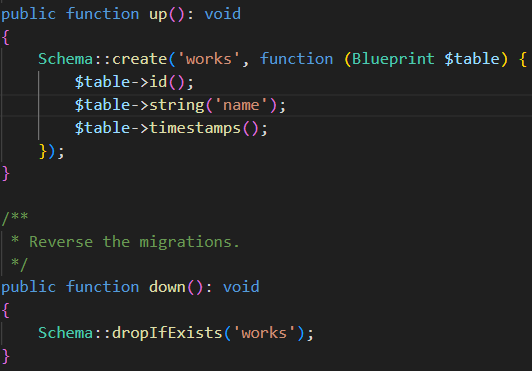 public function up(): void
{
    Schema::create('works', function (Blueprint $table) {
        $table->id();
        $table->string('name');
        $table->timestamps();
    });
}

/**
 * Reverse the migrations.
 */
public function down(): void
{
    Schema::dropIfExists('works');
}